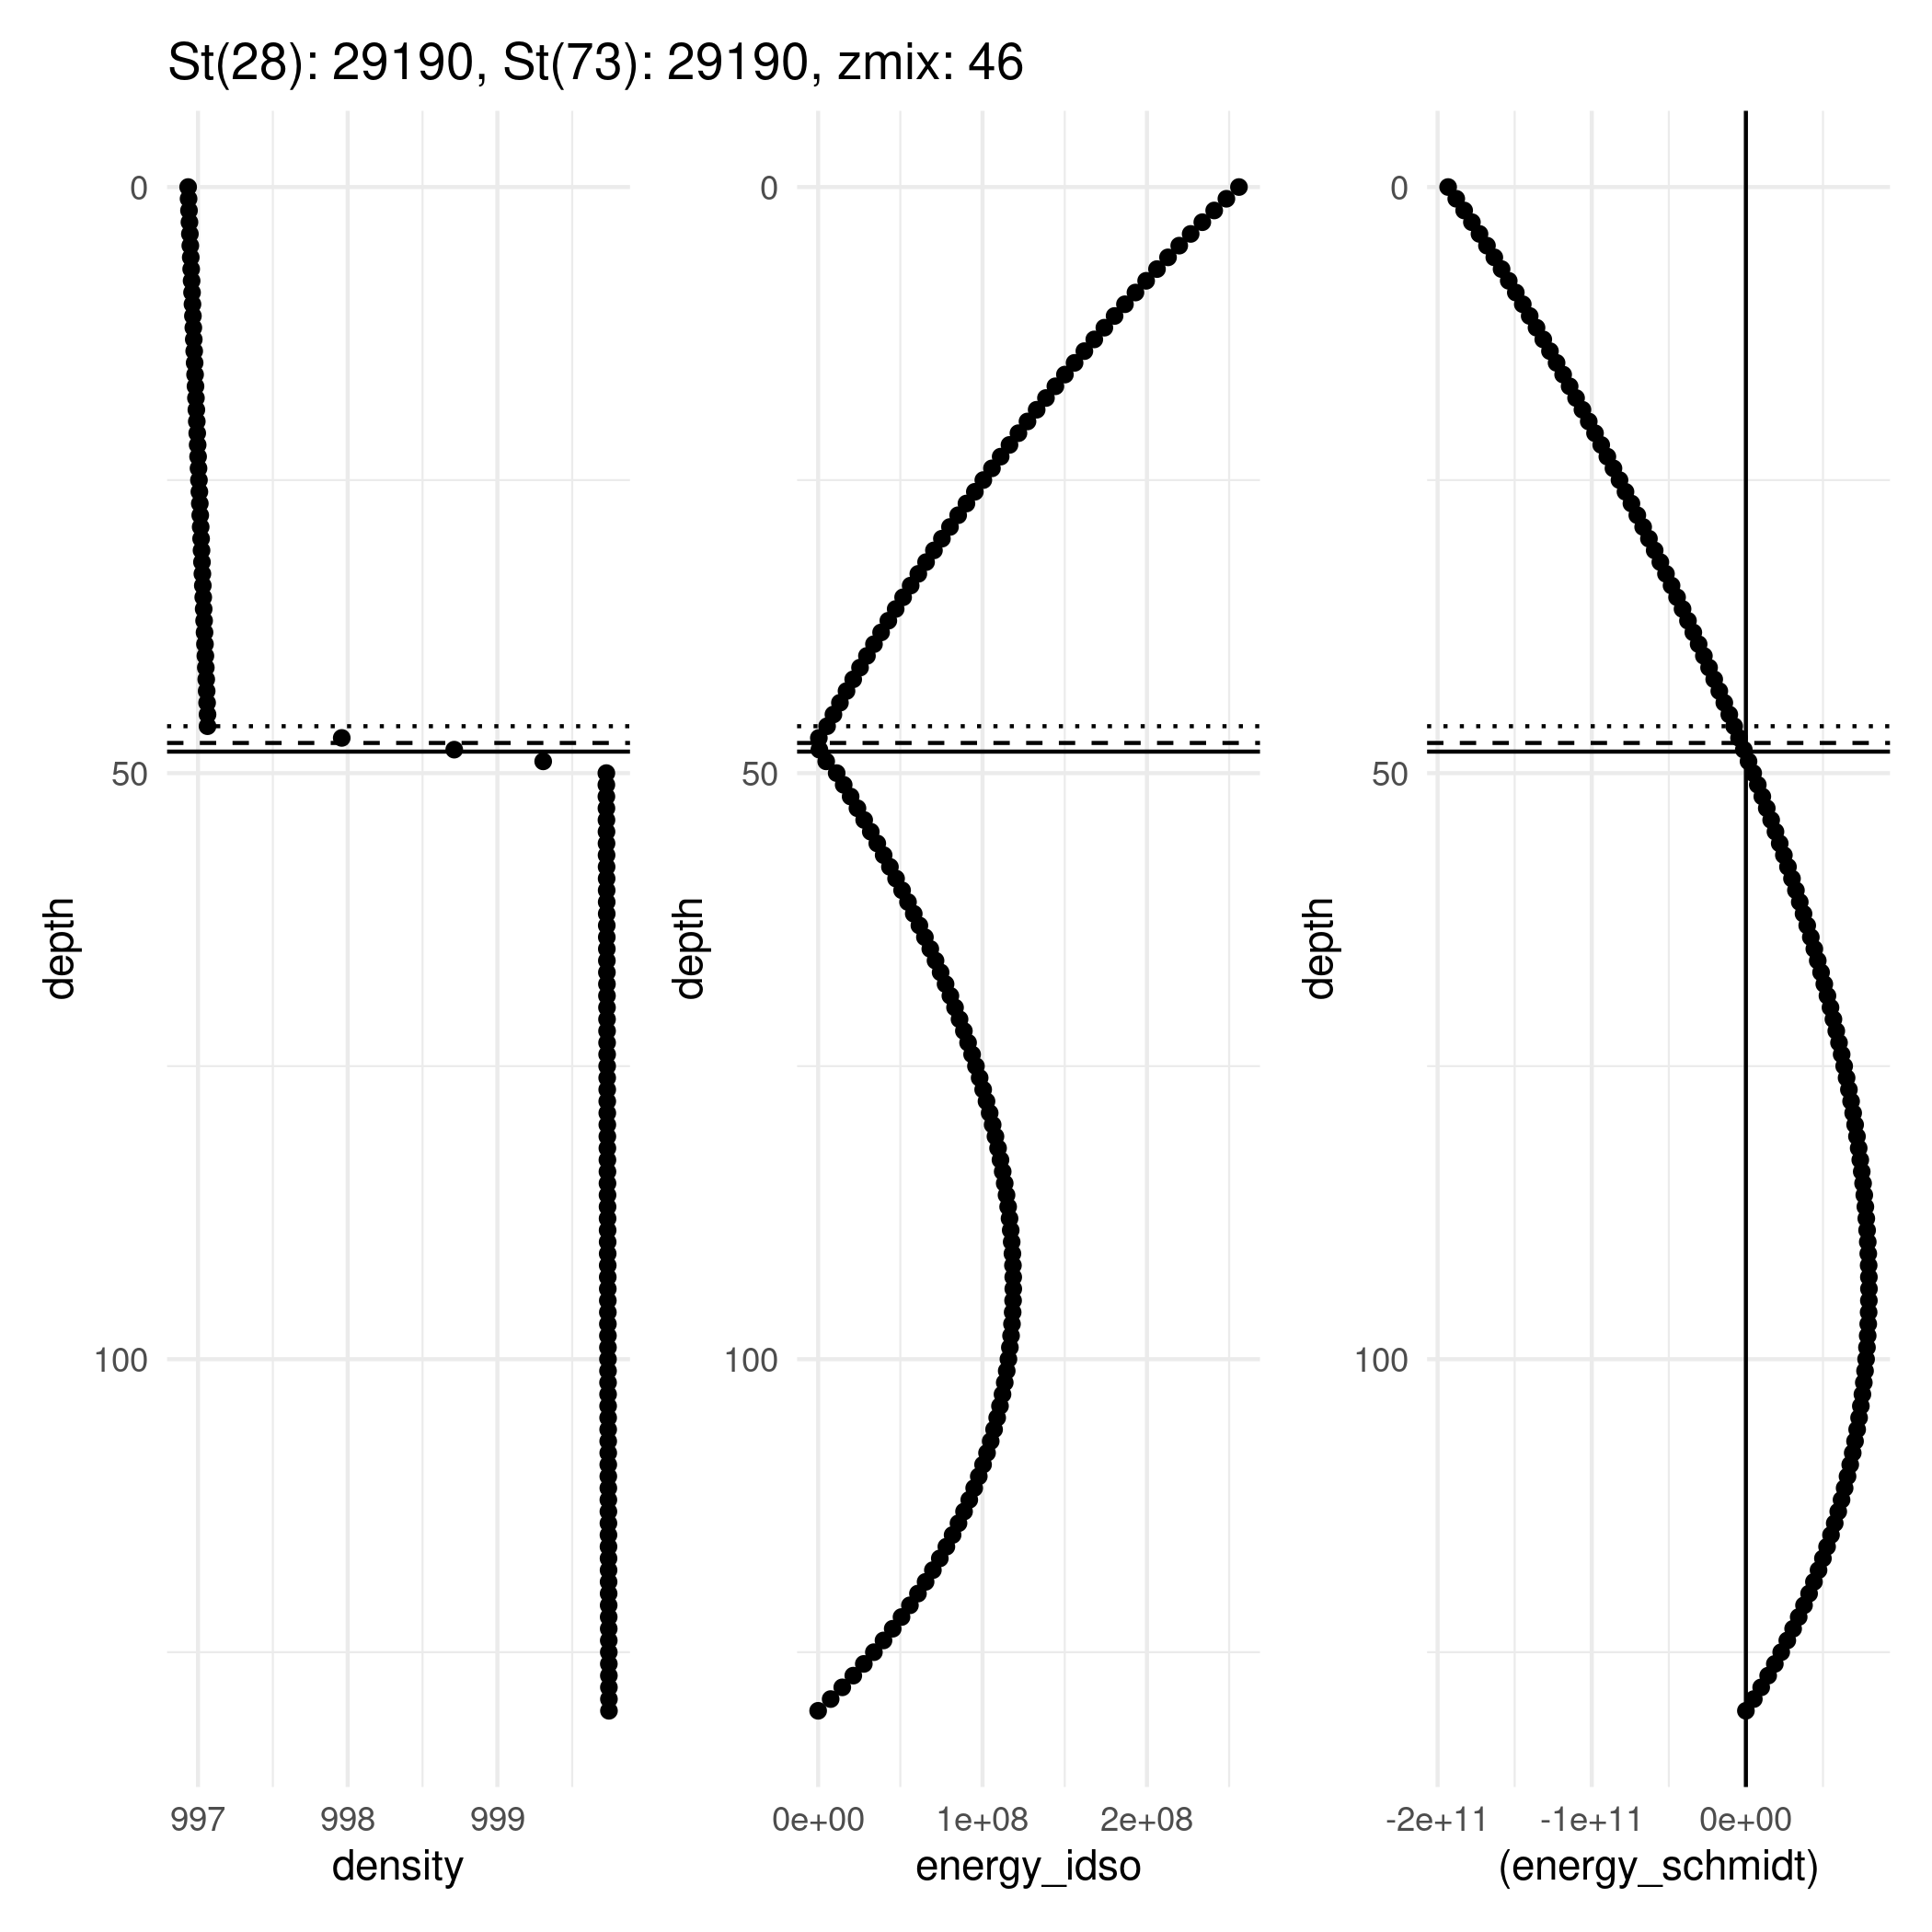 St(28): 29190, St(73): 29190, zmix: 46
0
50
100
depth
997 998 999
density
0
50
100
depth
0e+00 1e+08 2e+08
energy_idso
0
50
100
depth
-2e+11 -1e+11 0e+00
(energy_schmidt)